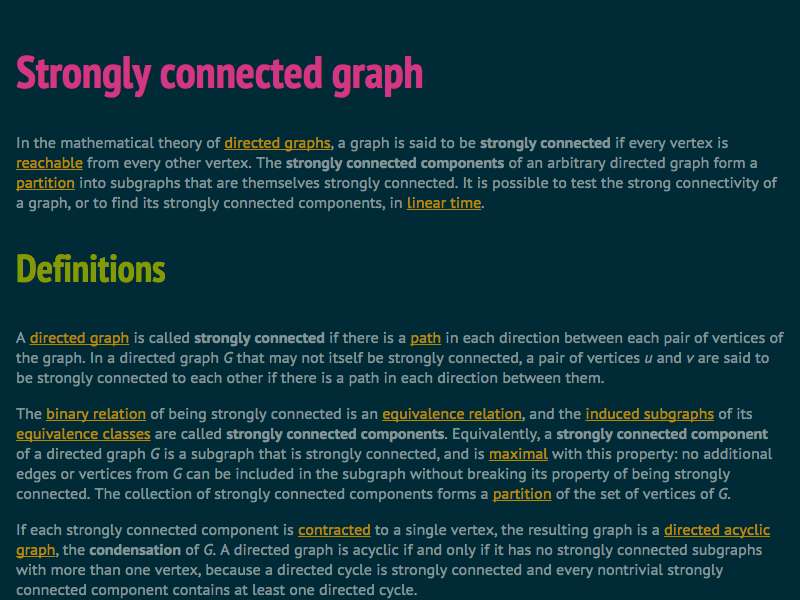 Strongly connected graph
In the mathematical theory of directed graphs, a graph is said to be strongly connected if every vertex is
reachable from every other vertex. The strongly connected components of an arbitrary directed graph form a
partition into subgraphs that are themselves strongly connected. It is possible to test the strong connectivity of
a graph, or to find its strongly connected components, in linear time.
Definitions
A directed graph is called strongly connected if there is a path in each direction between each pair of vertices of
the graph. In a directed graph G that may not itself be strongly connected, a pair of vertices u and v are said to
be strongly connected to each other if there is a path in each direction between them.
The binary relation of being strongly connected is an equivalence relation, and the induced subgraphs of its
equivalence classes are called strongly connected components. Equivalently, a strongly connected component
of a directed graph G is a subgraph that is strongly connected, and is maximal with this property: no additional
edges or vertices from G can be included in the subgraph without breaking its property of being strongly
connected. The collection of strongly connected components forms a partition of the set of vertices of G.
If each strongly connected component is contracted to a single vertex, the resulting graph is a directed acyclic
graph, the condensation of G. A directed graph is acyclic if and only if it has no strongly connected subgraphs
with more than one vertex, because a directed cycle is strongly connected and every nontrivial strongly
connected component contains at least one directed cycle.